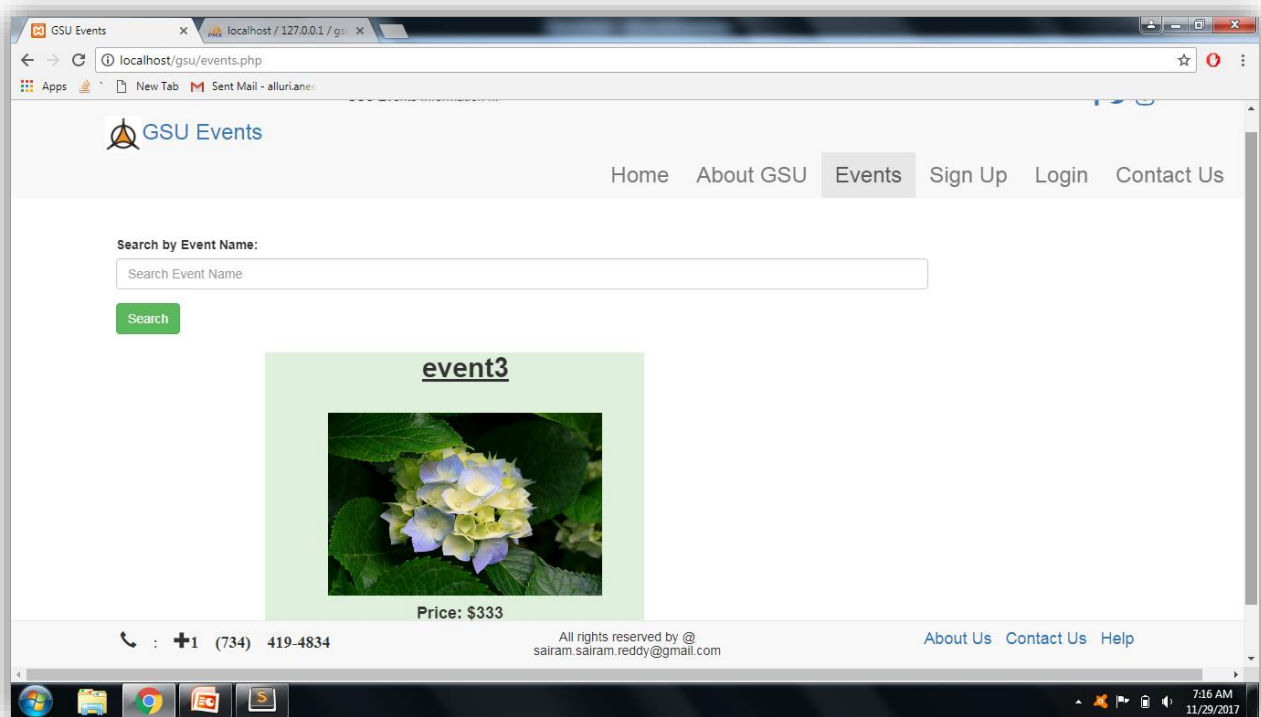 GSU Events
localhost / 127.0.0.1 / gs
localhost/gsu/events.php
Apps
New Tab
Sent Mail - alluri.ane
GSU Events Information ...
GSU Events
Home About GSU Events Sign Up Login Contact Us
Search by Event Name:
Search Event Name
Search
event3
Price: $333
: +1 (734) 419-4834
All rights reserved by @
sairam.sairam.reddy@gmail.com
About Us Contact Us Help
7:16 AM
11/29/2017